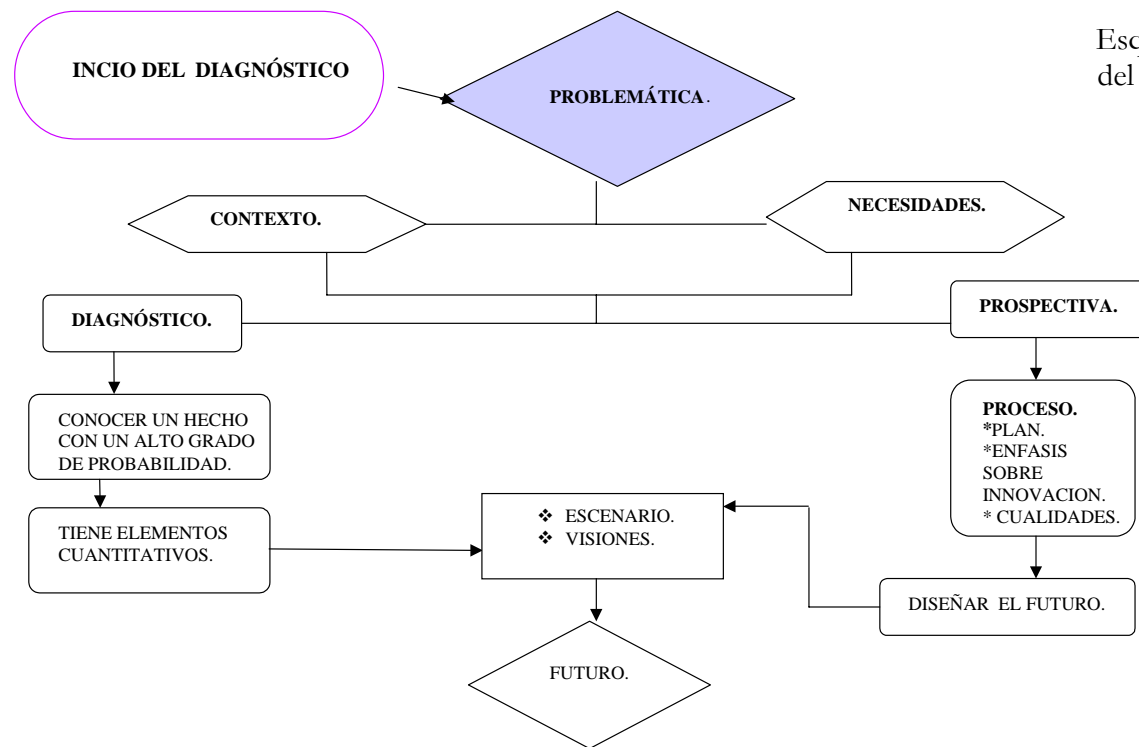 INCIO DEL DIAGNÓSTICO
PROBLEMÁTICA.
del
CONTEXTO.
NECESIDADES.
DIAGNÓSTICO.
PROSPECTIVA.
CONOCER UN HECHO
CON UN ALTO GRADO
DE PROBABILIDAD.
PROCESO.
*PLAN.
*ENFASIS
SOBRE
INNOVACION.
* CUALIDADES.
TIENE ELEMENTOS
CUANTITATIVOS.
❖ ESCENARIO.
❖ VISIONES.
DISEÑAR EL FUTURO.
FUTURO.